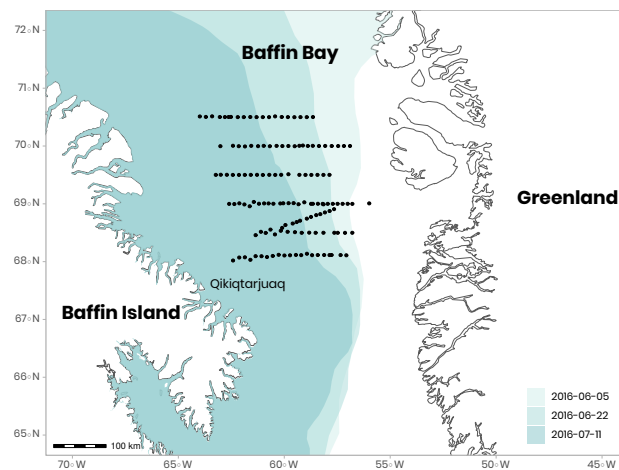 72○N
Baffin Bay
71○N
70○N
69○N
Greenland
68○N
Qikiqtarjuaq
67○N
Baffin Island
66○N
2016-06-05
2016-06-22
2016-07-11
65○N
100 km
70○W
65○W
60○W
55○W
50○W
45○W